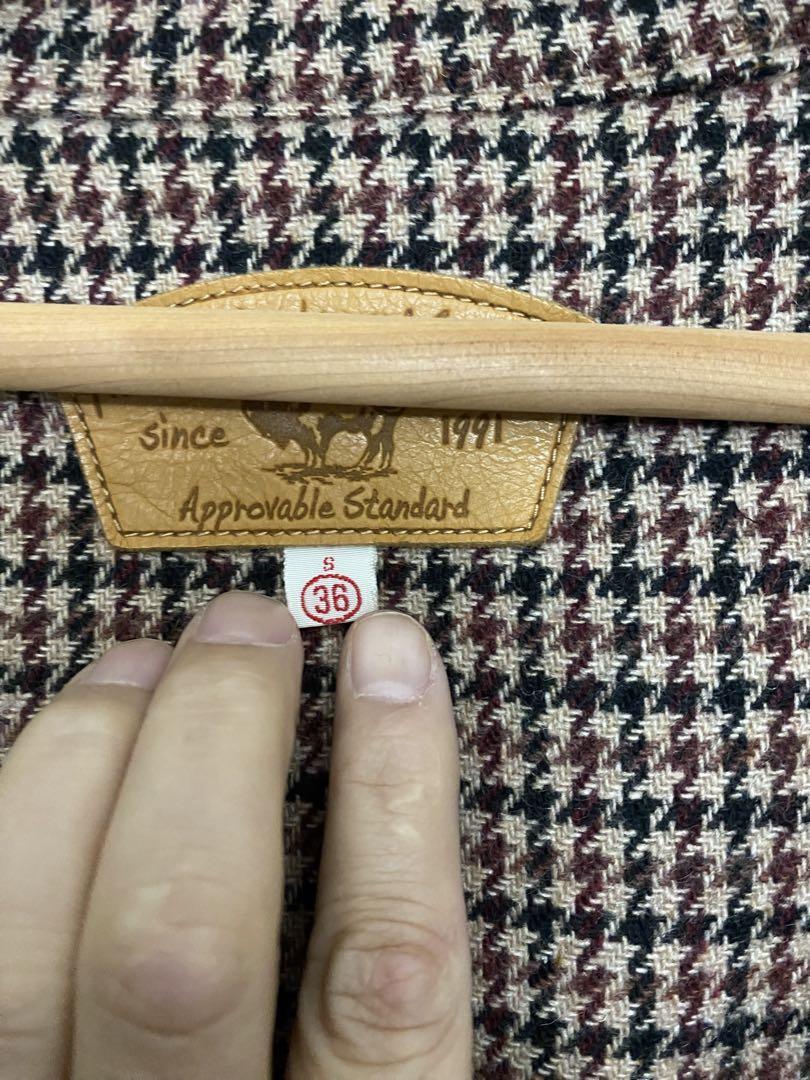 since 1991
Approvable Standard
S
36